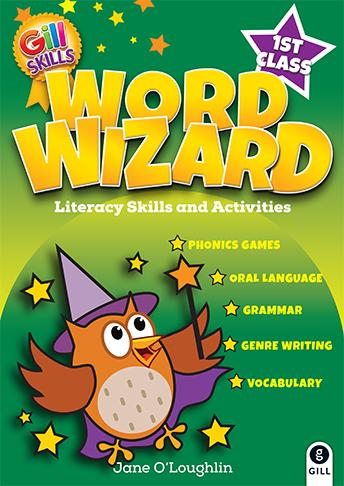 Gill
SKILLS
1ST
CLASS
WORD
WIZARD
Literacy Skills and Activities
PHONICS GAMES
ORAL LANGUAGE
GRAMMAR
GENRE WRITING
VOCABULARY
Jane O'Loughlin
g
GILL